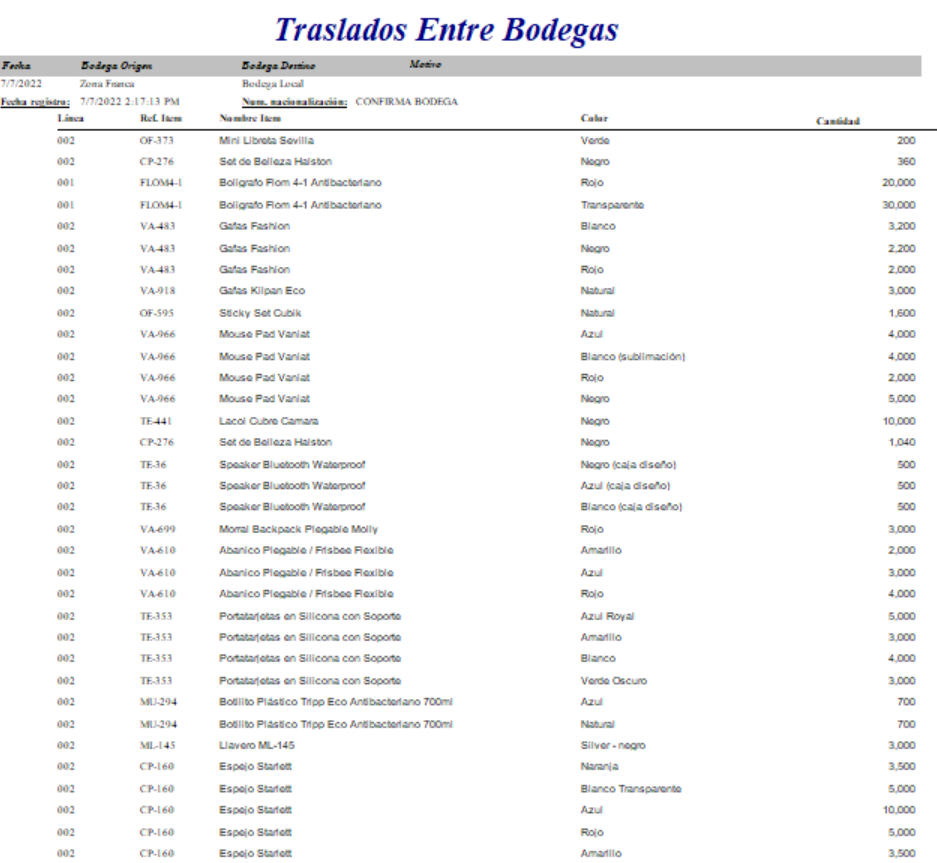 Traslados Entre Bodegas
Fecha Bodega Origen Bodega Destino Motivo
7/7/2022 Zona Franca Bodega Local
Fecha registro: 7/7/2022 2:17:13 PM Num. nacionalización: CONFIRMA BODEGA
Línea Ref. Item Nombre Item Color Cantidad
002 OF-373 Mini Libreta Sevilla Verde 200
002 CP-276 Set de Belleza Halston Negro 360
001 FLOM4-1 Boligrafo Flom 4-1 Antibacteriano Rojo 20,000
001 FLOM4-1 Boligrafo Flom 4-1 Antibacteriano Transparente 30,000
002 VA-483 Gafas Fashion Blanco 3,200
002 VA-483 Gafas Fashion Negro 2,200
002 VA-483 Gafas Fashion Rojo 2,000
002 VA-918 Gafas Kilpan Eco Natural 3,000
002 OF-595 Sticky Set Cubik Natural 1,600
002 VA-966 Mouse Pad Vaniat Azul 4,000
002 VA-966 Mouse Pad Vaniat Blanco (sublimación) 4,000
002 VA-966 Mouse Pad Vaniat Rojo 2,000
002 VA-966 Mouse Pad Vaniat Negro 5,000
002 TE-441 Lacol Cubre Camara Negro 10,000
002 CP-276 Set de Belleza Halston Negro 1,040
002 TE-36 Speaker Bluetooth Waterproof Negro (caja diseño) 500
002 TE-36 Speaker Bluetooth Waterproof Azul (caja diseño) 500
002 TE-36 Speaker Bluetooth Waterproof Blanco (caja diseño) 500
002 VA-699 Morral Backpack Plegable Molly Rojo 3,000
002 VA-610 Abanico Plegable / Frisbee Flexible Amarillo 2,000
002 VA-610 Abanico Plegable / Frisbee Flexible Azul 3,000
002 VA-610 Abanico Plegable / Frisbee Flexible Rojo 4,000
002 TE-353 Portatarjetas en Silicona con Soporte Azul Royal 5,000
002 TE-353 Portatarjetas en Silicona con Soporte Amarillo 3,000
002 TE-353 Portatarjetas en Silicona con Soporte Blanco 4,000
002 TE-353 Portatarjetas en Silicona con Soporte Verde Oscuro 3,000
002 MU-294 Botilito Plástico Tripp Eco Antibacteriano 700ml Azul 700
002 MU-294 Botilito Plástico Tripp Eco Antibacteriano 700ml Natural 700
002 ML-145 Llavero ML-145 Silver - negro 3,000
002 CP-160 Espejo Starlett Naranja 3,500
002 CP-160 Espejo Starlett Blanco Transparente 5,000
002 CP-160 Espejo Starlett Azul 10,000
002 CP-160 Espejo Starlett Rojo 5,000
002 CP-160 Espejo Starlett Amarillo 3,500